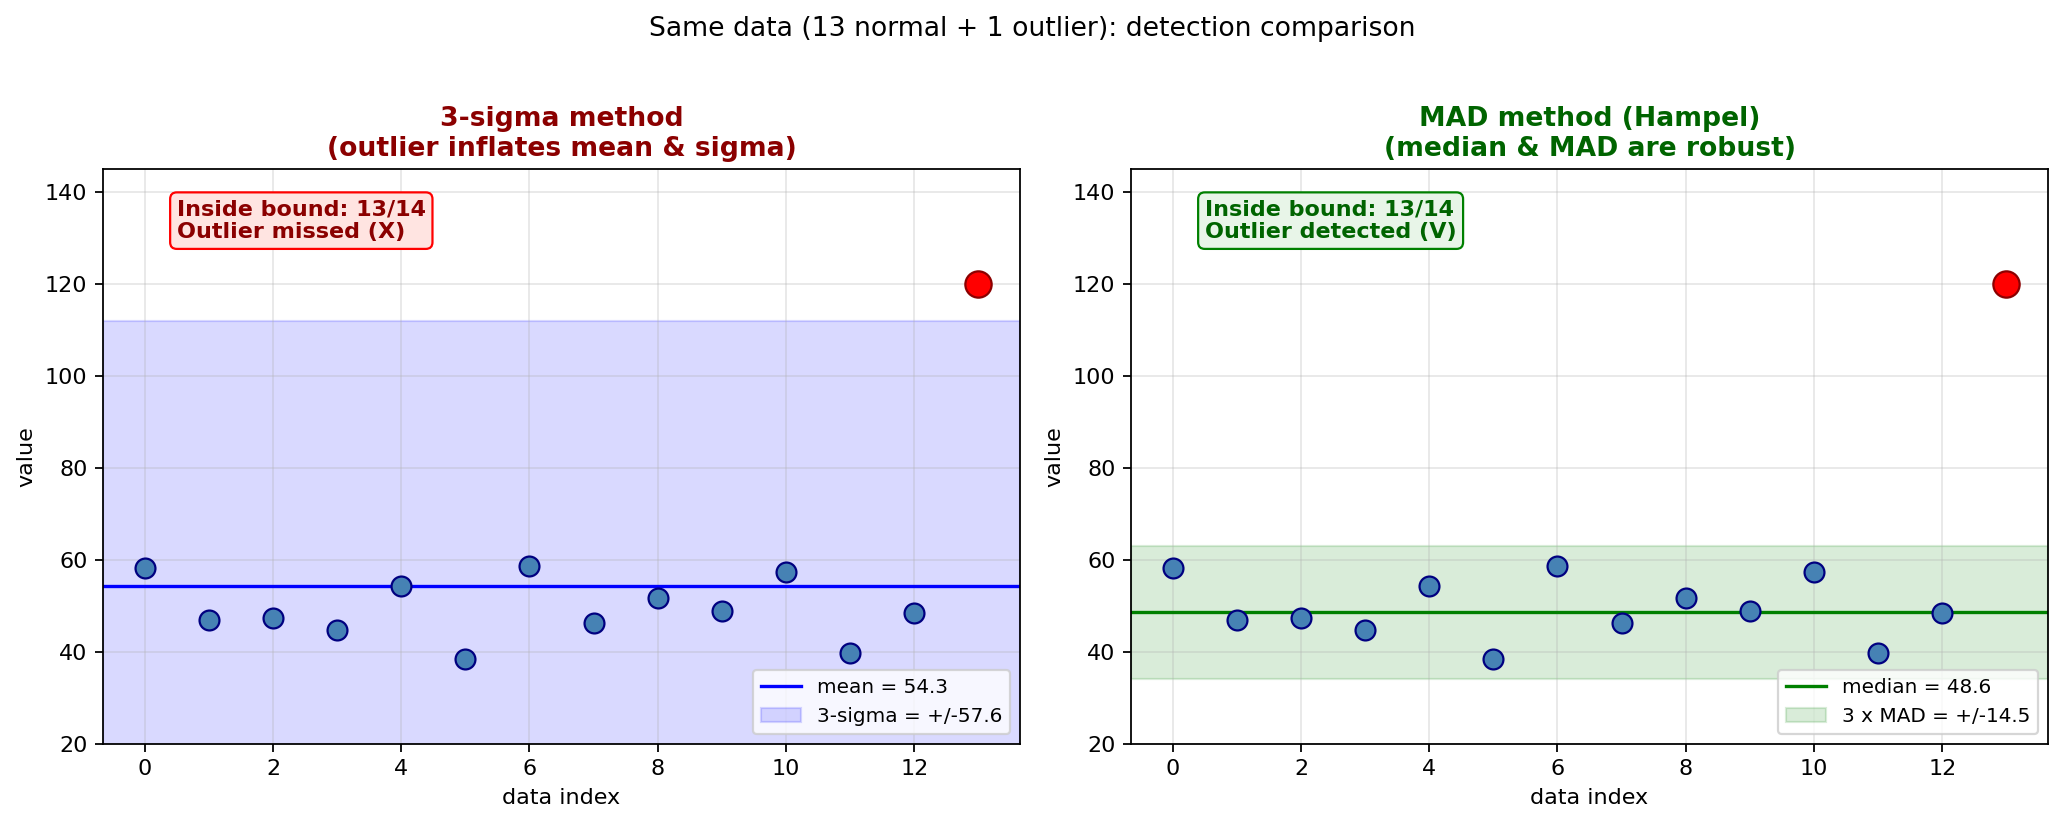 Same data (13 normal + 1 outlier): detection comparison
3-sigma method
(outlier inflates mean & sigma)
Inside bound: 13/14
Outlier missed (X)
140
120
100
80
60
40
20
value
0
2
4
6
8
10
12
data index
mean = 54.3
3-sigma = +/-57.6
MAD method (Hampel)
(median & MAD are robust)
Inside bound: 13/14
Outlier detected (V)
140
120
100
80
60
40
20
value
0
2
4
6
8
10
12
data index
median = 48.6
3 x MAD = +/-14.5